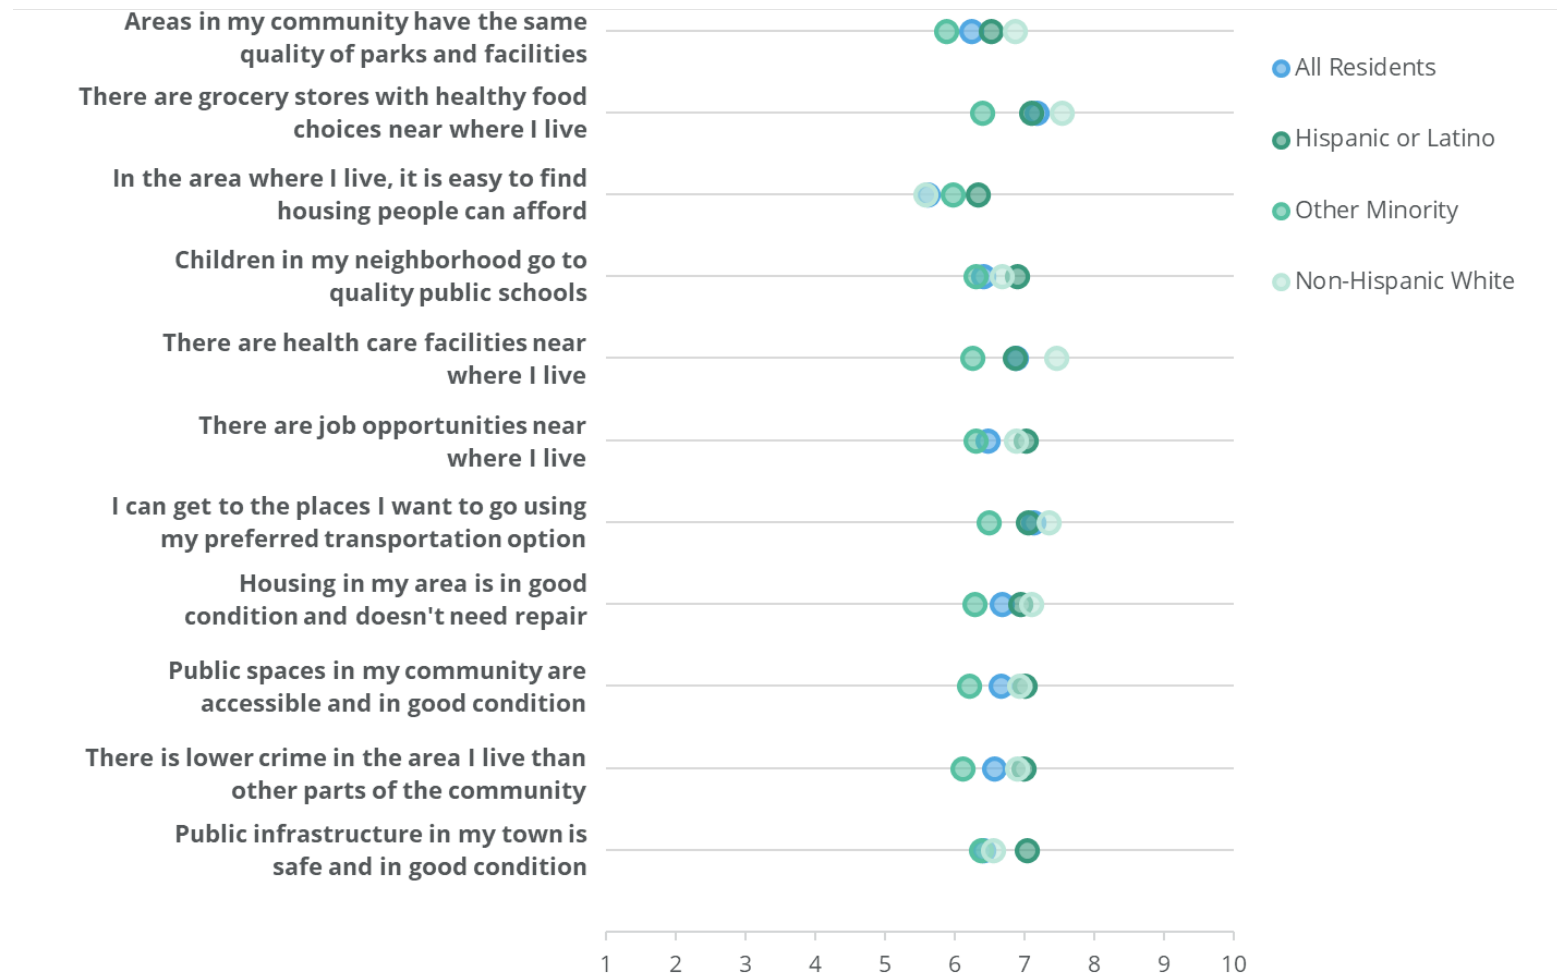 Areas in my community have the same
quality of parks and facilities
There are grocery stores with healthy food
choices near where I live
In the area where I live, it is easy to find
housing people can afford
Children in my neighborhood go to
quality public schools
There are health care facilities near
where I live
There are job opportunities near
where I live
I can get to the places I want to go using
my preferred transportation option
Housing in my area is in good
condition and doesn't need repair
Public spaces in my community are
accessible and in good condition
There is lower crime in the area I live than
other parts of the community
Public infrastructure in my town is
safe and in good condition
1 2 3 4 5 6 7 8 9 10
All Residents
Hispanic or Latino
Other Minority
Non-Hispanic White